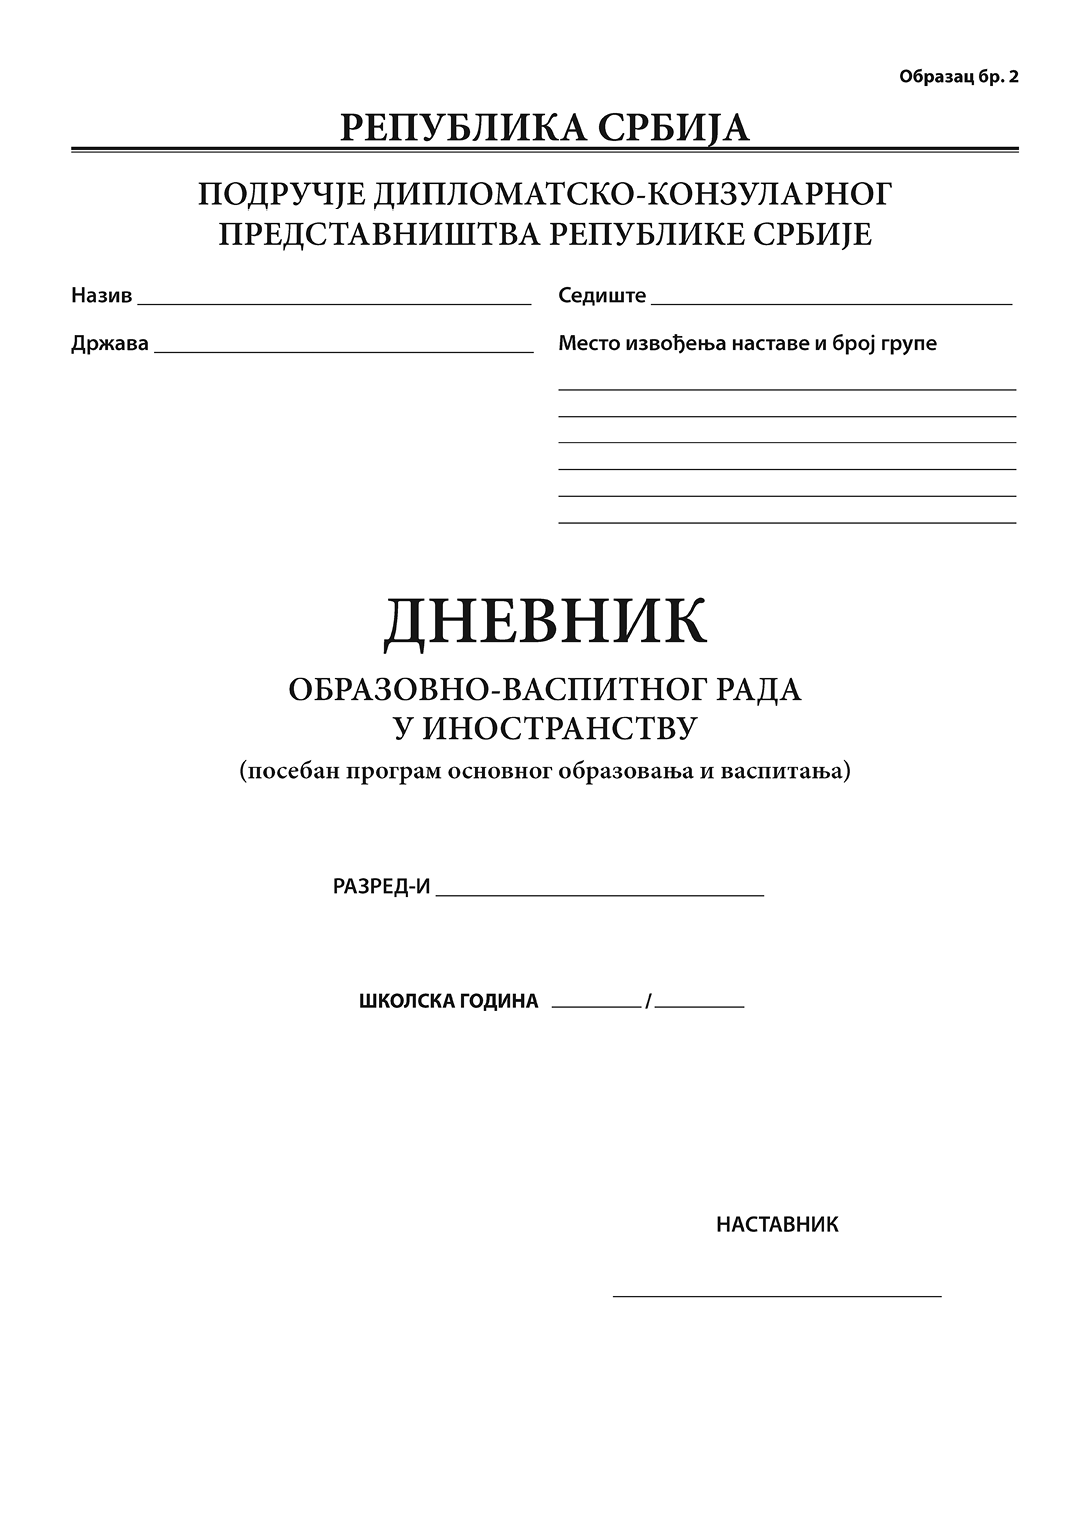 Образац бр. 2
РЕПУБЛИКА СРБИЈА
ПОДРУЧЈЕ ДИПЛОМАТСКО-КОНЗУЛАРНОГ
ПРЕДСТАВНИШТВА РЕПУБЛИКЕ СРБИЈЕ
Назив
Седиште
Држава
Место извођења наставе и број групе
ДНЕВНИК
ОБРАЗОВНО-ВАСПИТНОГ РАДА
У ИНОСТРАНСТВУ
(посебан програм основног образовања и васпитања)
РАЗРЕД-И
ШКОЛСКА ГОДИНА /
НАСТАВНИК